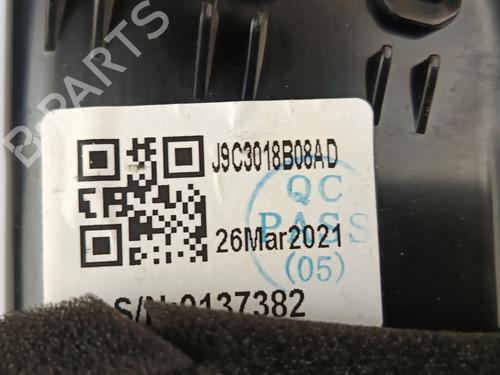 B-PARTS
J9C3018B08AD
QC
PASS
26Mar2021
(05)
S/N:0137382